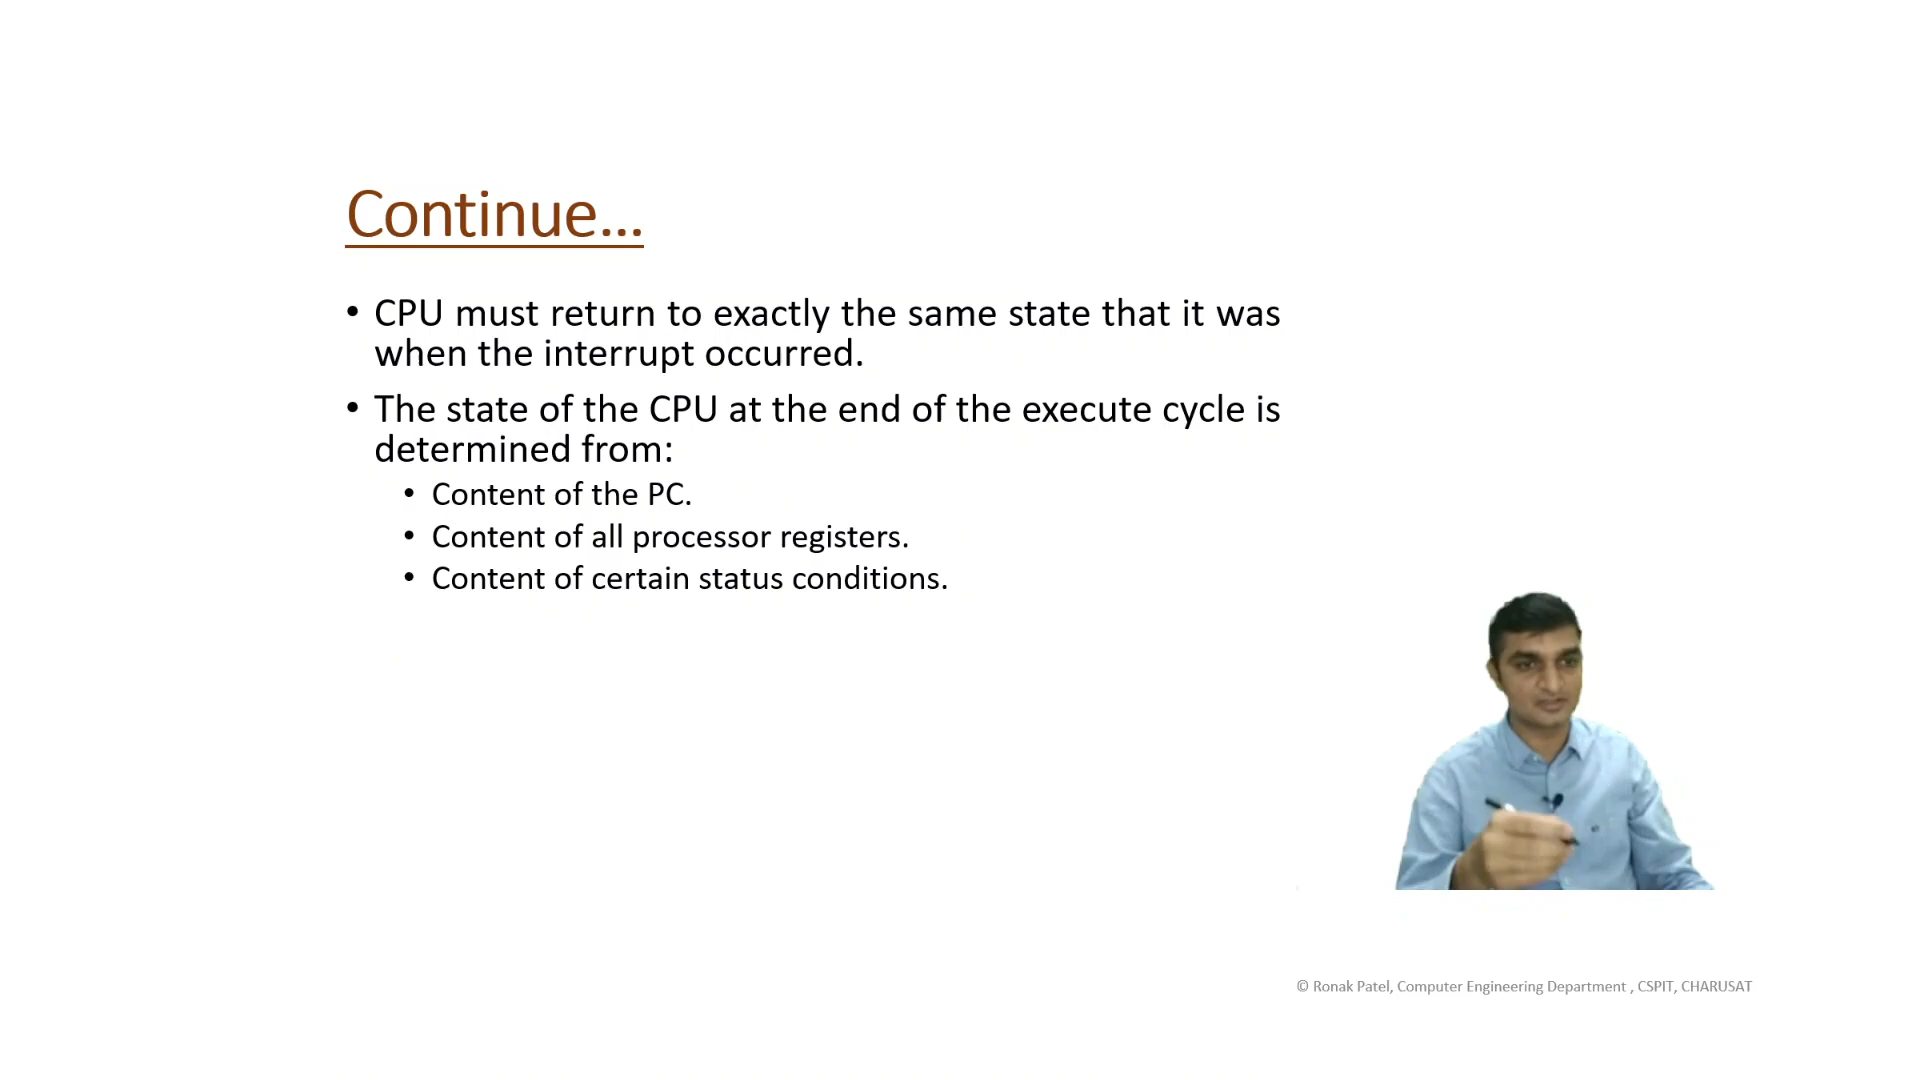 Continue...
• CPU must return to exactly the same state that it was
when the interrupt occurred.
• The state of the CPU at the end of the execute cycle is
determined from:
• Content of the PC.
• Content of all processor registers.
• Content of certain status conditions.
© Ronak Patel, Computer Engineering Department , CSPIT, CHARUSAT